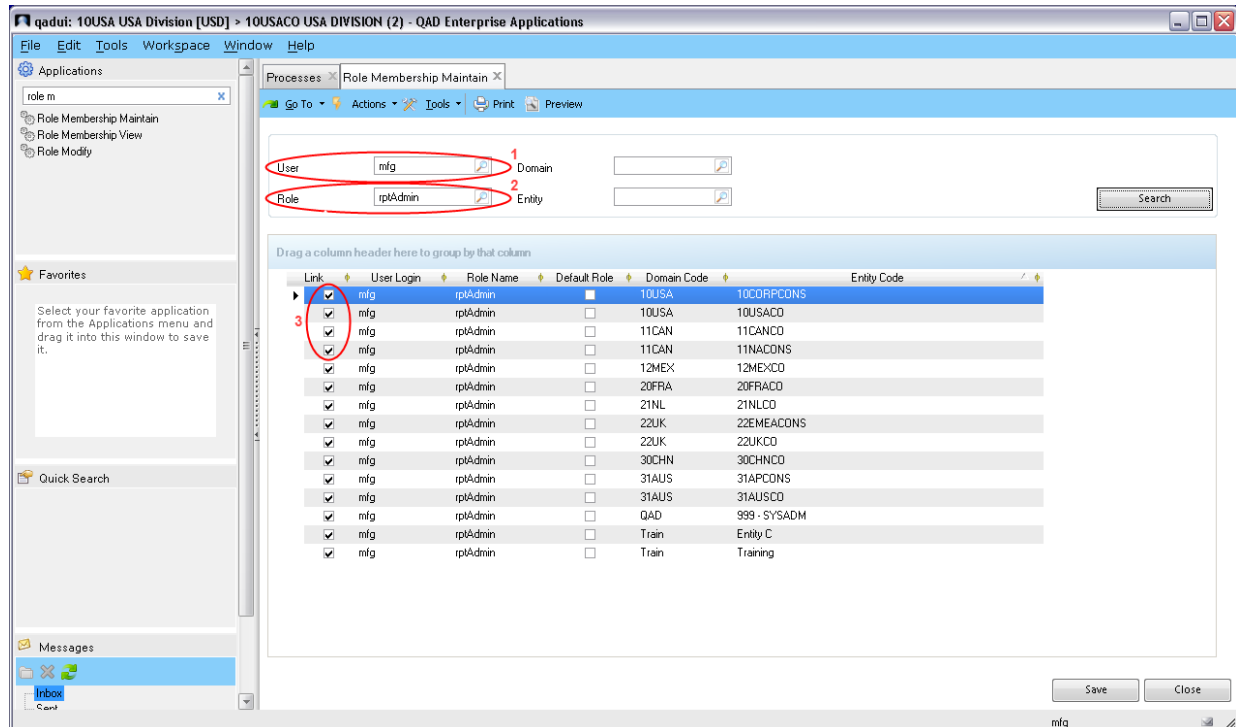 qadui: 10USA USA Division [USD] > 10USACO USA DIVISION (2) - QAD Enterprise Applications
File Edit Tools Workspace Window Help
Applications
role m
Role Membership Maintain
Role Membership View
Role Modify
Favorites
Select your favorite application
from the Applications menu and
drag it into this window to save
it.
Quick Search
Messages
Inbox
Sent
Processes Role Membership Maintain
Go To Actions Tools Print Preview
User mfg 1 Domain
Role rptAdmin 2 Entity
Search
Drag a column header here to group by that column
Link User Login Role Name Default Role Domain Code Entity Code
mfg rptAdmin 10USA 10CORPCONS
3 mfg rptAdmin 10USA 10USACO
mfg rptAdmin 11CAN 11CANCO
mfg rptAdmin 11CAN 11NACONS
mfg rptAdmin 12MEX 12MEXCO
mfg rptAdmin 20FRA 20FRACO
mfg rptAdmin 21NL 21NLCO
mfg rptAdmin 22UK 22EMEACONS
mfg rptAdmin 22UK 22UKCO
mfg rptAdmin 30CHN 30CHNCO
mfg rptAdmin 31AUS 31APCONS
mfg rptAdmin 31AUS 31AUSCO
mfg rptAdmin QAD 999 - SYSADM
mfg rptAdmin Train Entity C
mfg rptAdmin Train Training
Save Close
mfg